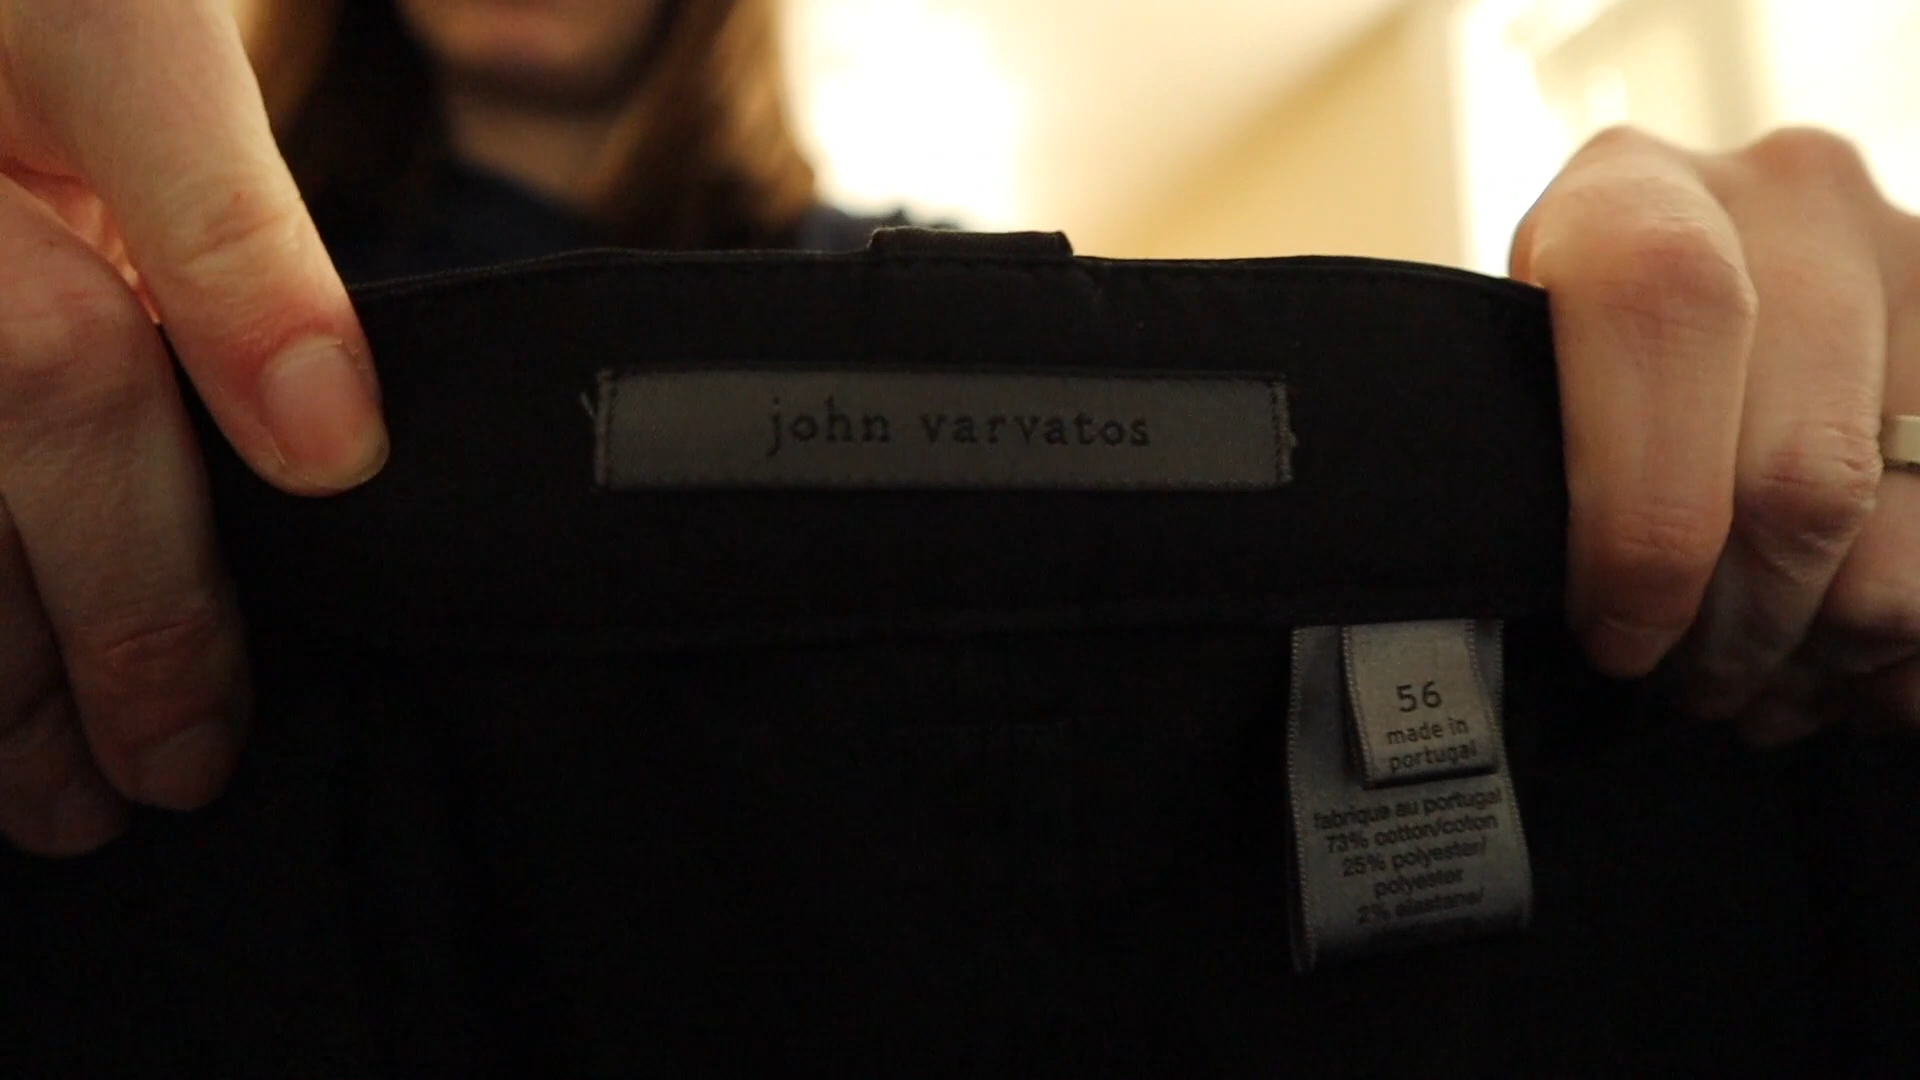 john varvatos
56
made in
portugal
fabrique au portugal
73% cotton/coton
25% polyester/
polyester
2% elastane/